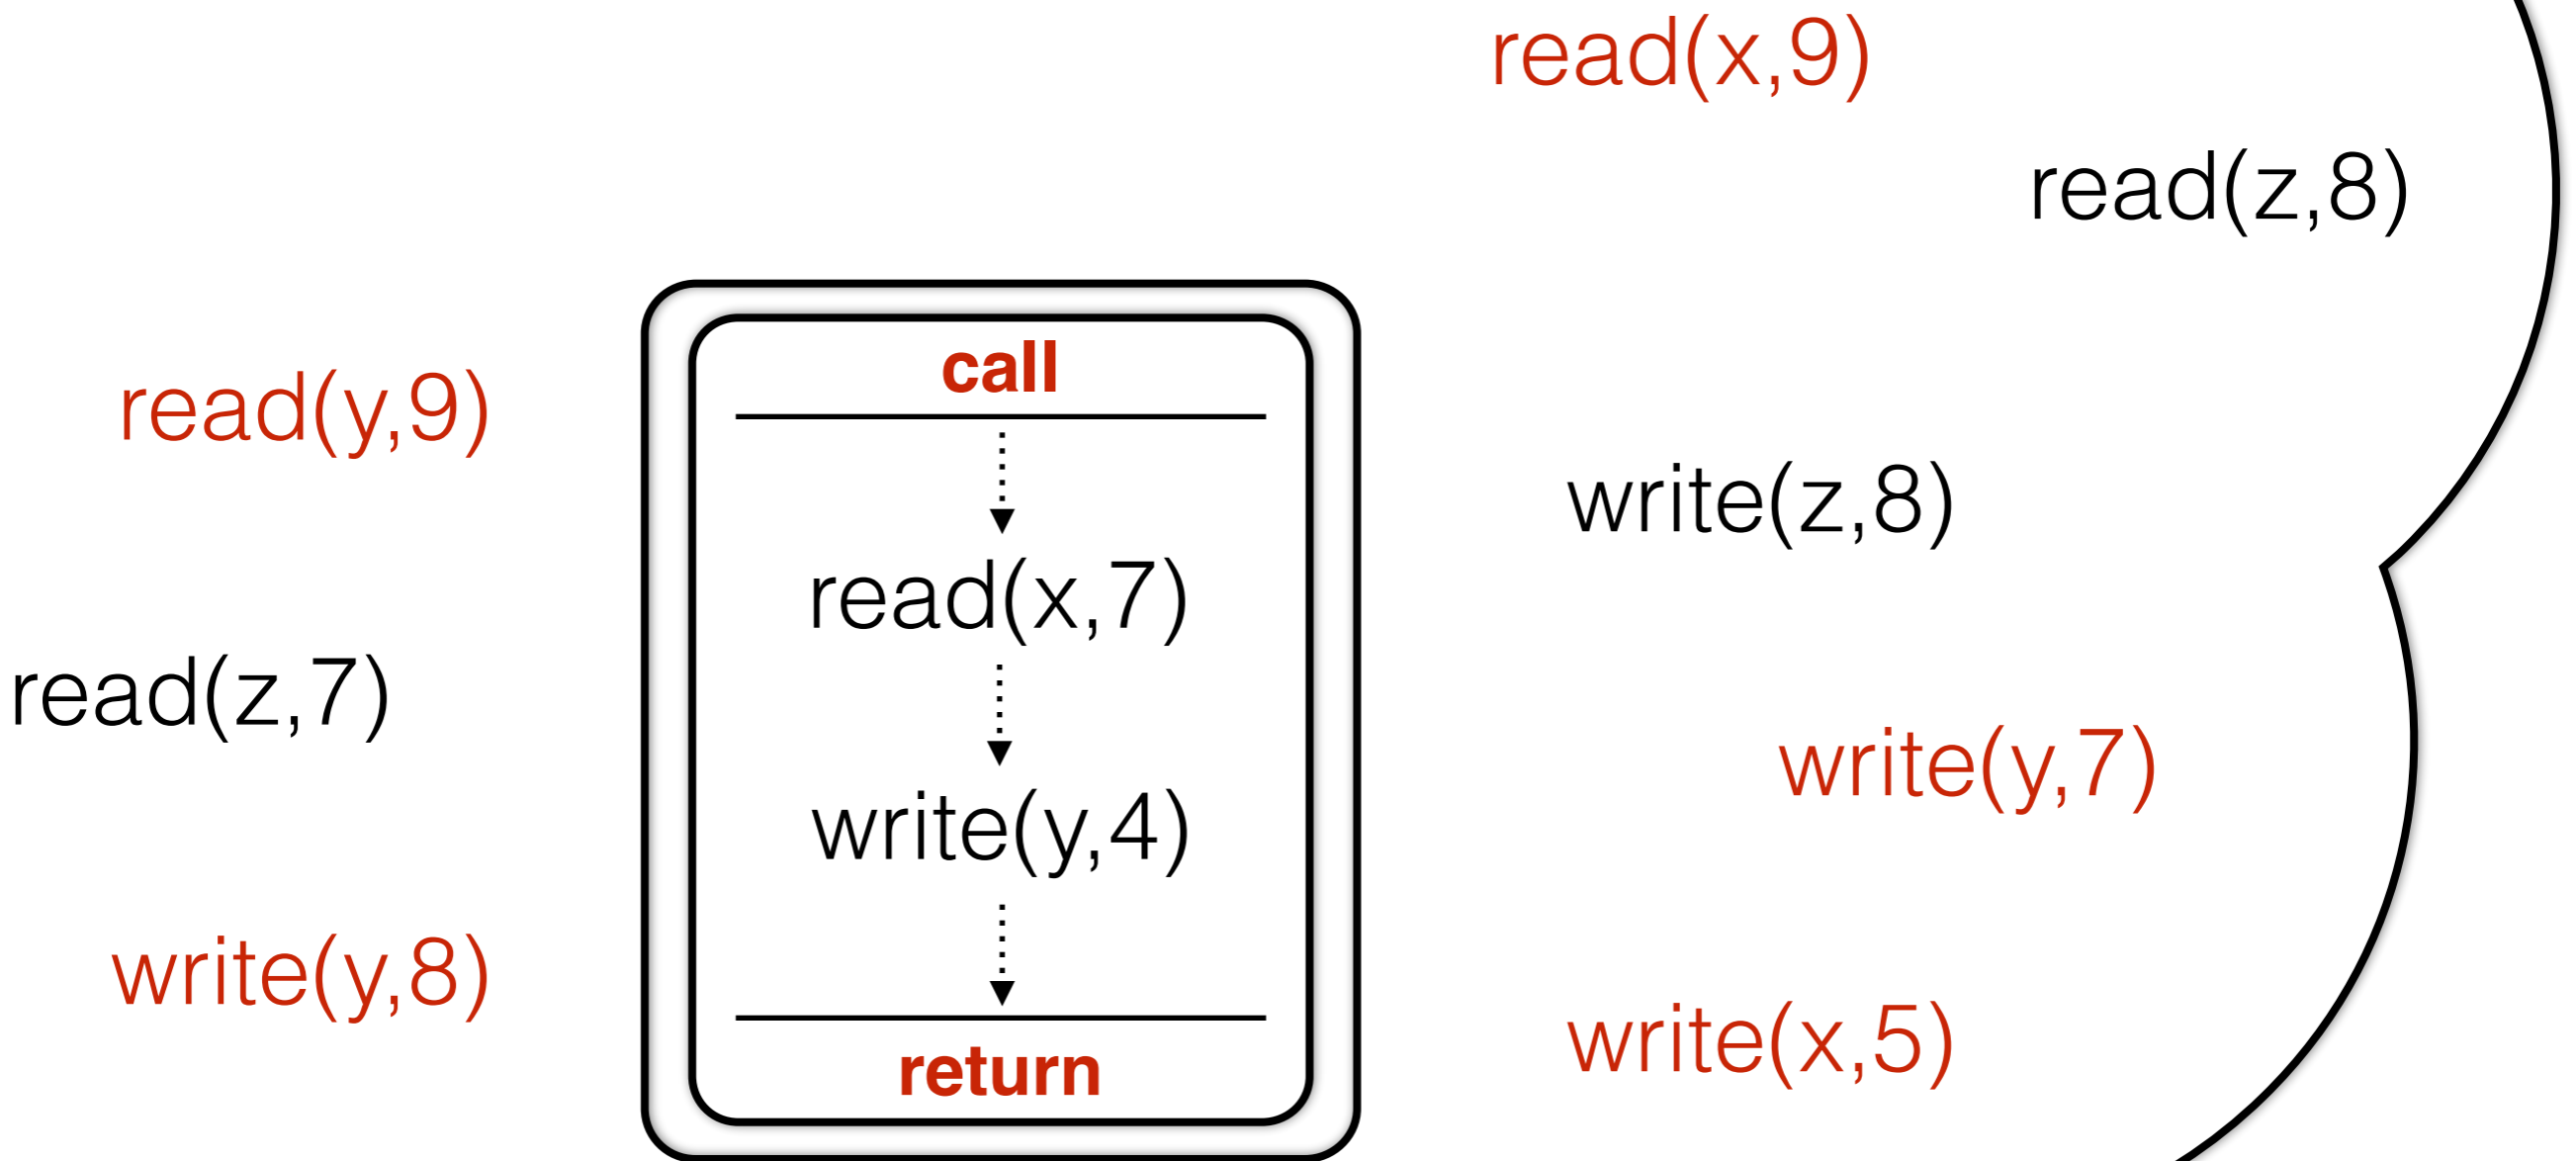 read(x,9)
read(z,8)
call
read(y,9)
write(z,8)
read(x,7)
read(z,7)
write(y,7)
write(y,4)
write(y,8)
write(x,5)
return